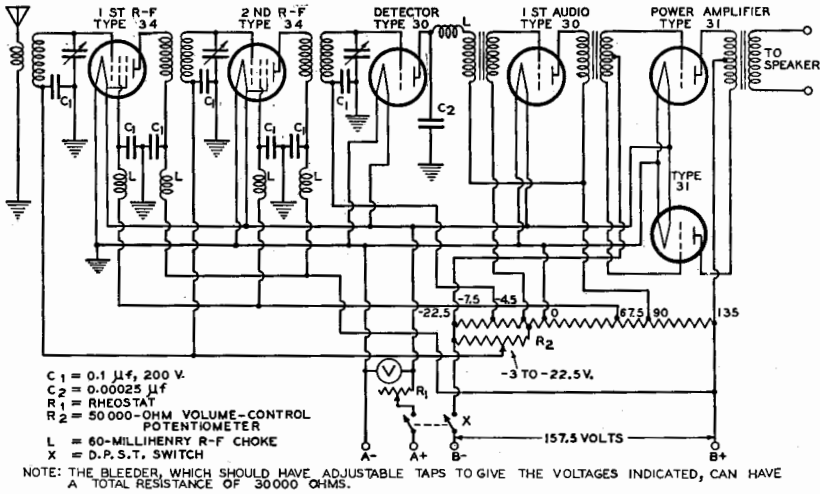 1 ST R-F
TYPE 34
2 ND R-F
TYPE 34
DETECTOR
TYPE 30
L
1 ST AUDIO
TYPE 30
POWER AMPLIFIER
TYPE 31
TO SPEAKER
C1
C1
C1
C2
C1 C1
C1 C1
L L
L L
TYPE 31
-22.5 -7.5 -4.5 0 67.5 90 135
R2
-3 TO -22.5 V.
V
R1
X
A- A+ B- 157.5 VOLTS B+
C1 = 0.1 µf, 200 V.
C2 = 0.00025 µf
R1 = RHEOSTAT
R2 = 50000-OHM VOLUME-CONTROL
POTENTIOMETER
L = 60-MILLIHENRY R-F CHOKE
X = D.P.S.T. SWITCH
NOTE: THE BLEEDER, WHICH SHOULD HAVE ADJUSTABLE TAPS TO GIVE THE VOLTAGES INDICATED, CAN HAVE
A TOTAL RESISTANCE OF 30000 OHMS.